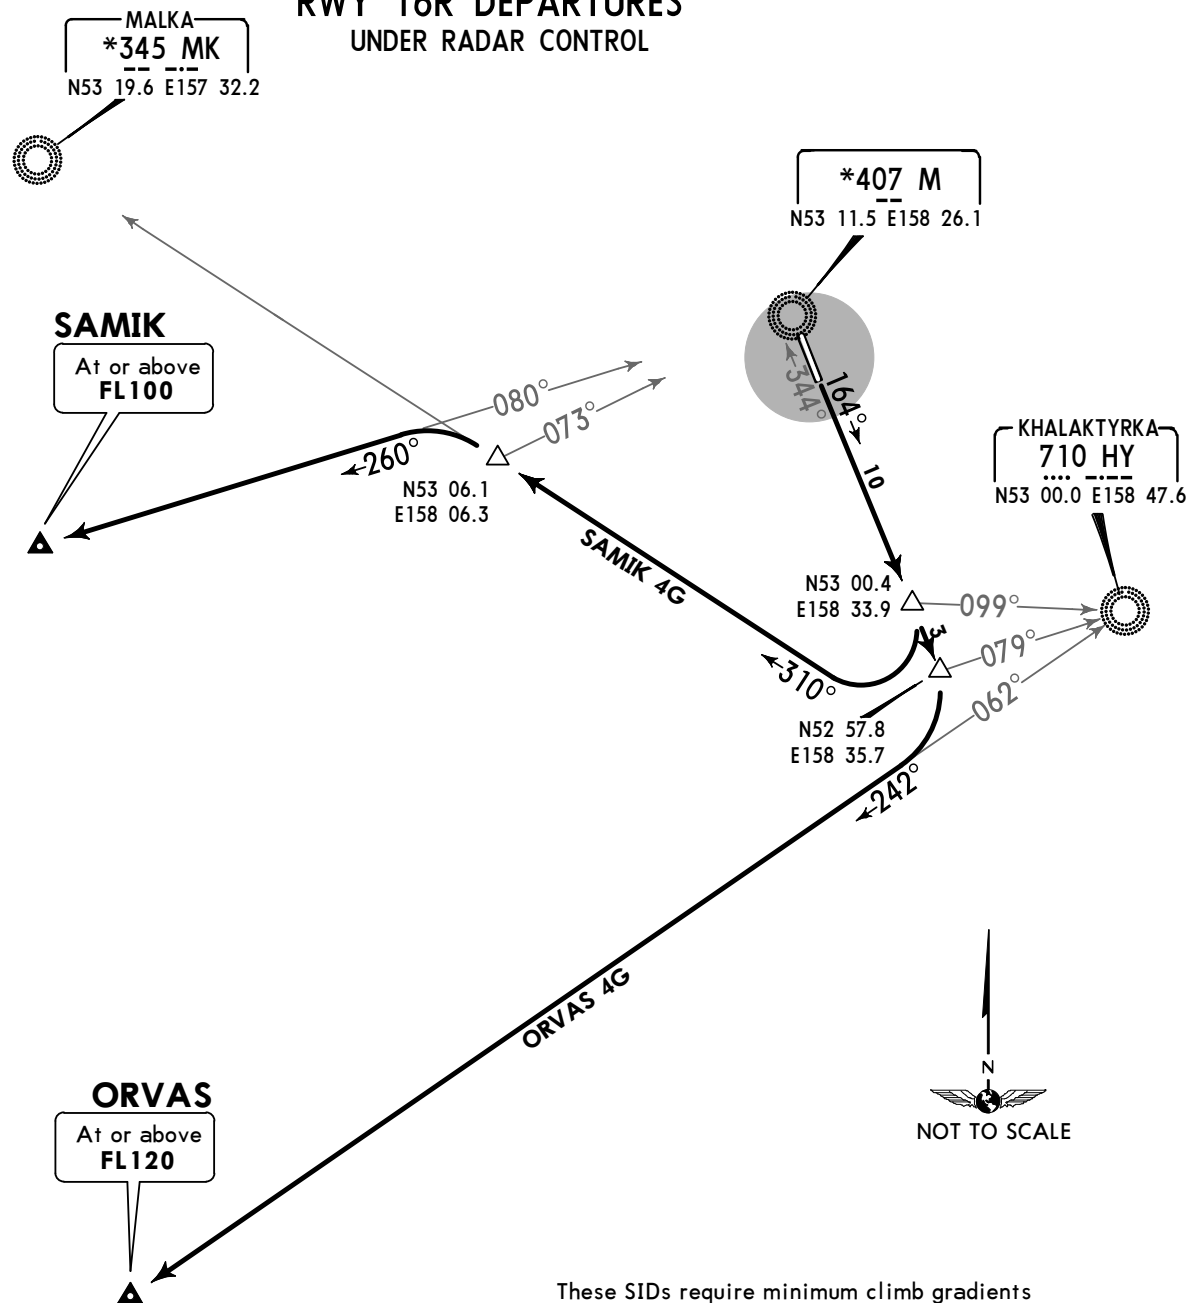 RWY 16R DEPARTURES
UNDER RADAR CONTROL
MALKA
*345 MK
N53 19.6 E157 32.2
*407 M
N53 11.5 E158 26.1
SAMIK
At or above
FL100
080°
073°
260°
N53 06.1
E158 06.3
344°
164°
10
KHALAKTYRKA
710 HY
N53 00.0 E158 47.6
SAMIK 4G
N53 00.4
E158 33.9
099°
3
079°
310°
062°
N52 57.8
E158 35.7
242°
ORVAS 4G
ORVAS
At or above
FL120
N
NOT TO SCALE
These SIDs require minimum climb gradients